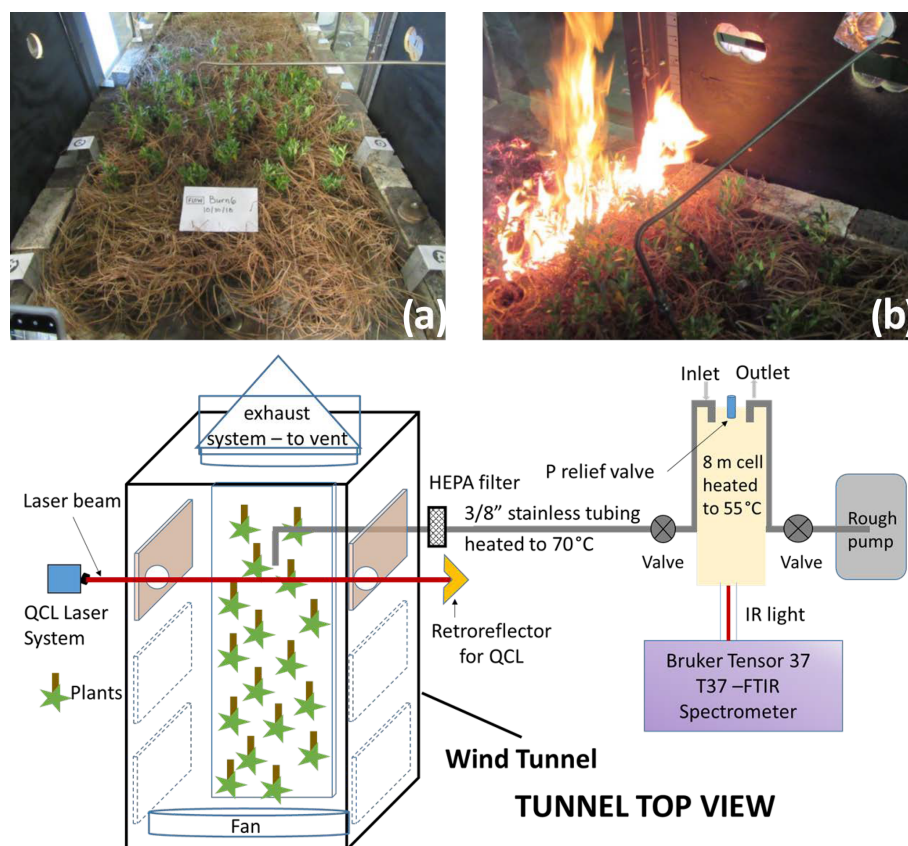 (a)
Burn 6
(b)
exhaust
system – to vent
Inlet
Outlet
P relief valve
8 m cell
heated
to 55°C
HEPA filter
3/8” stainless tubing
heated to 70°C
Valve
Valve
Rough
pump
Laser beam
QCL Laser
System
Retroreflector
for QCL
IR light
Plants
Bruker Tensor 37
T37 –FTIR
Spectrometer
Wind Tunnel
TUNNEL TOP VIEW
Fan